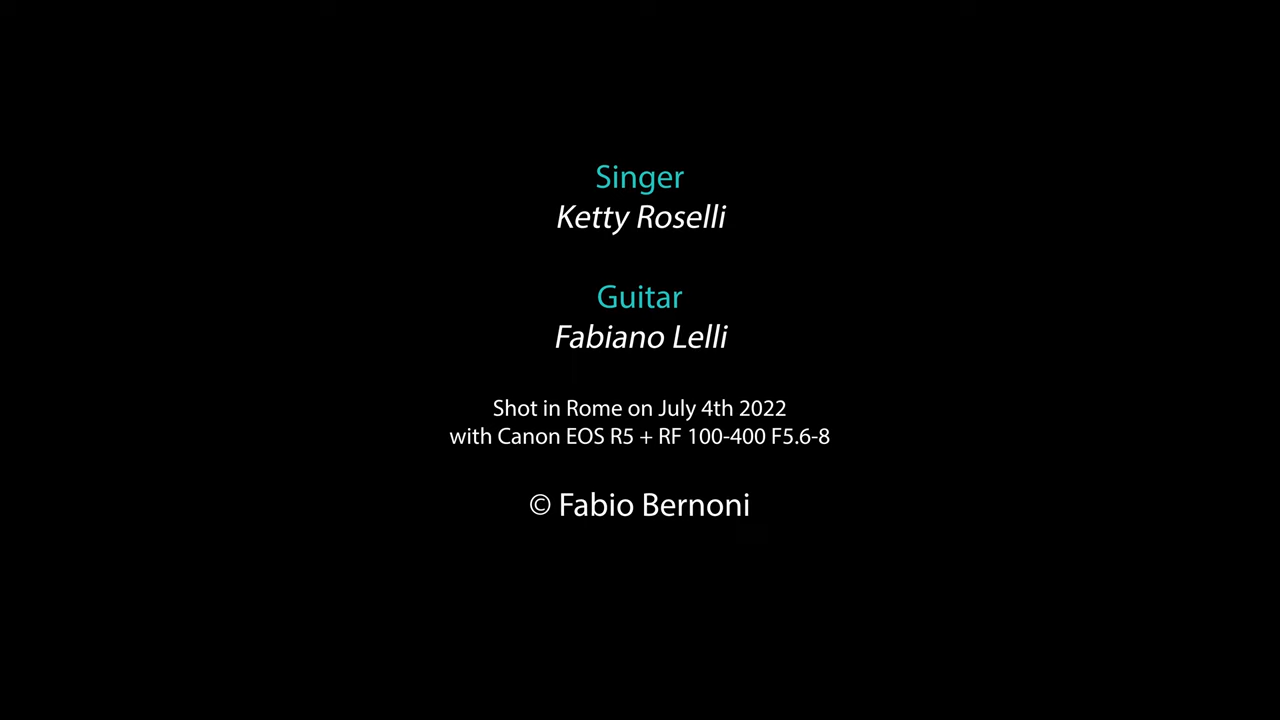 Singer
Ketty Roselli
Guitar
Fabiano Lelli
Shot in Rome on July 4th 2022
with Canon EOS R5 + RF 100-400 F5.6-8
© Fabio Bernoni